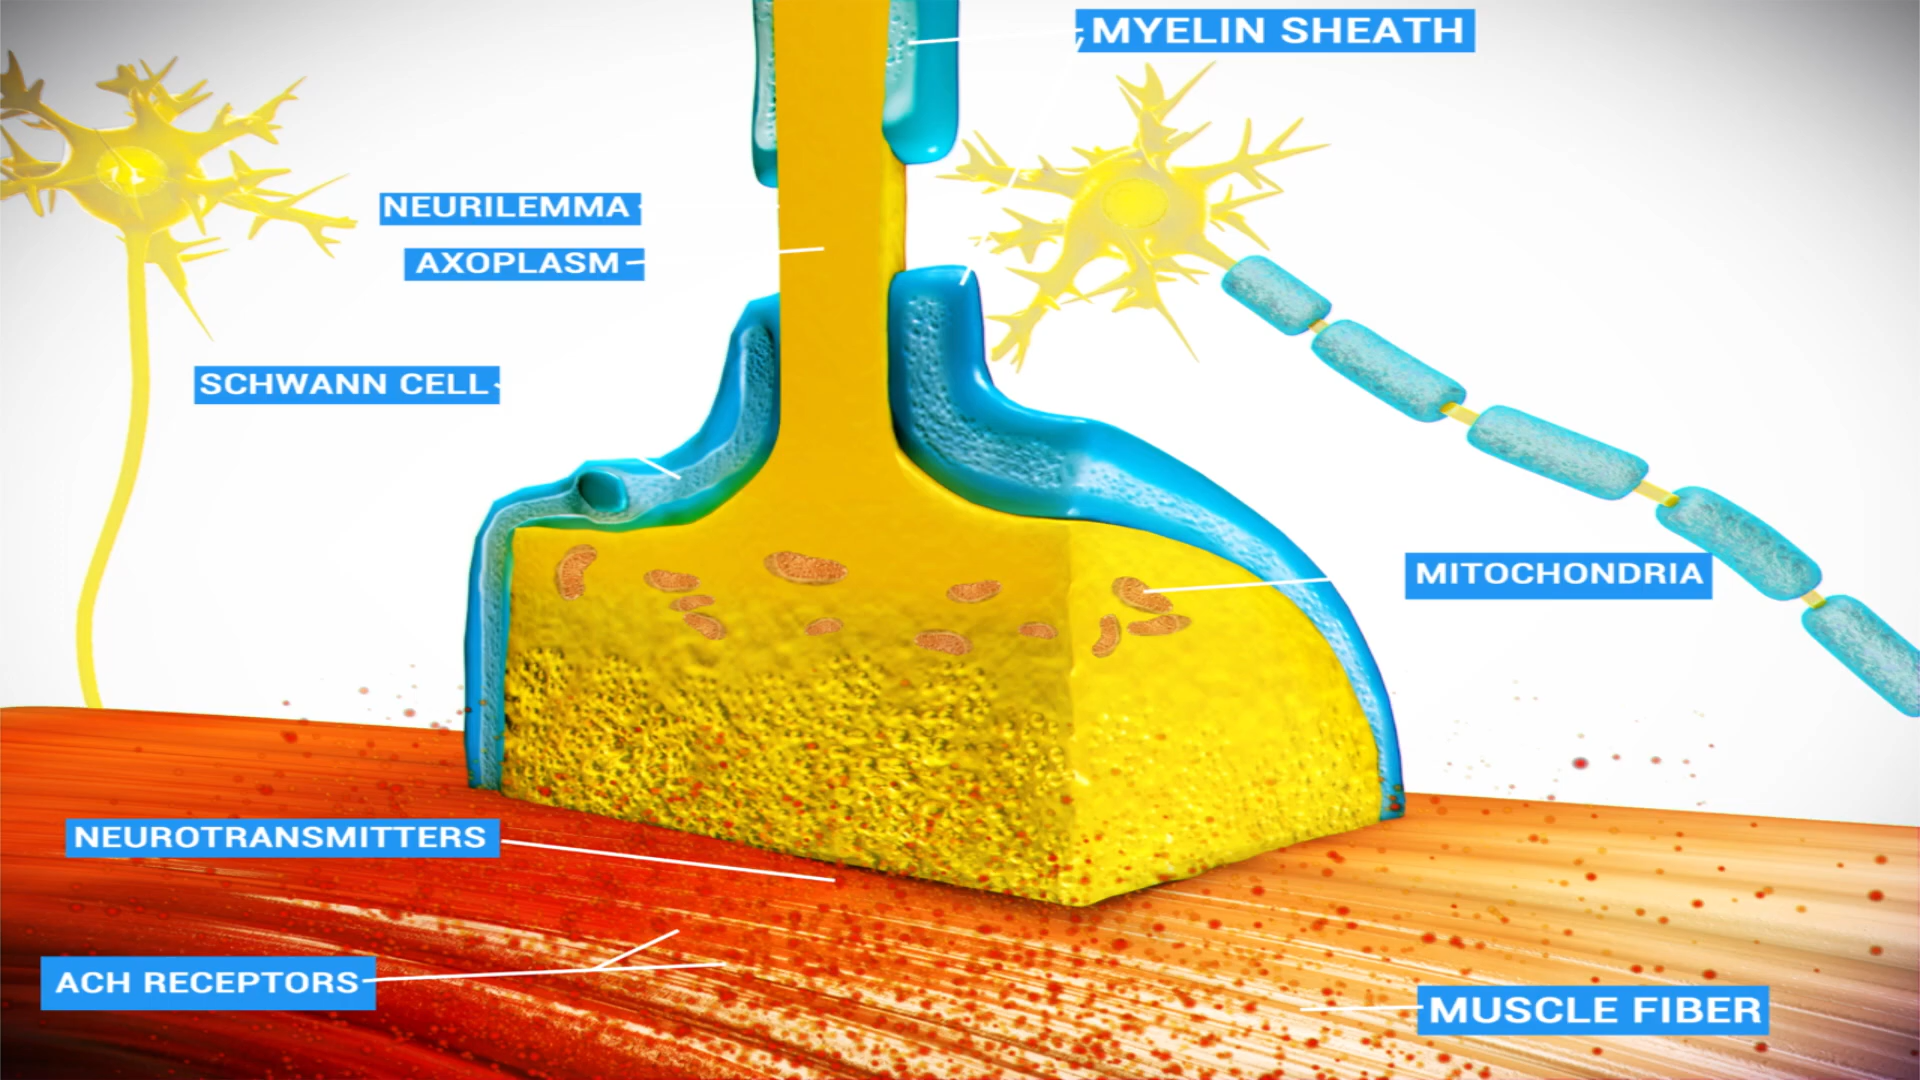 MYELIN SHEATH
NEURILEMMA
AXOPLASM
SCHWANN CELL
MITOCHONDRIA
NEUROTRANSMITTERS
ACH RECEPTORS
MUSCLE FIBER